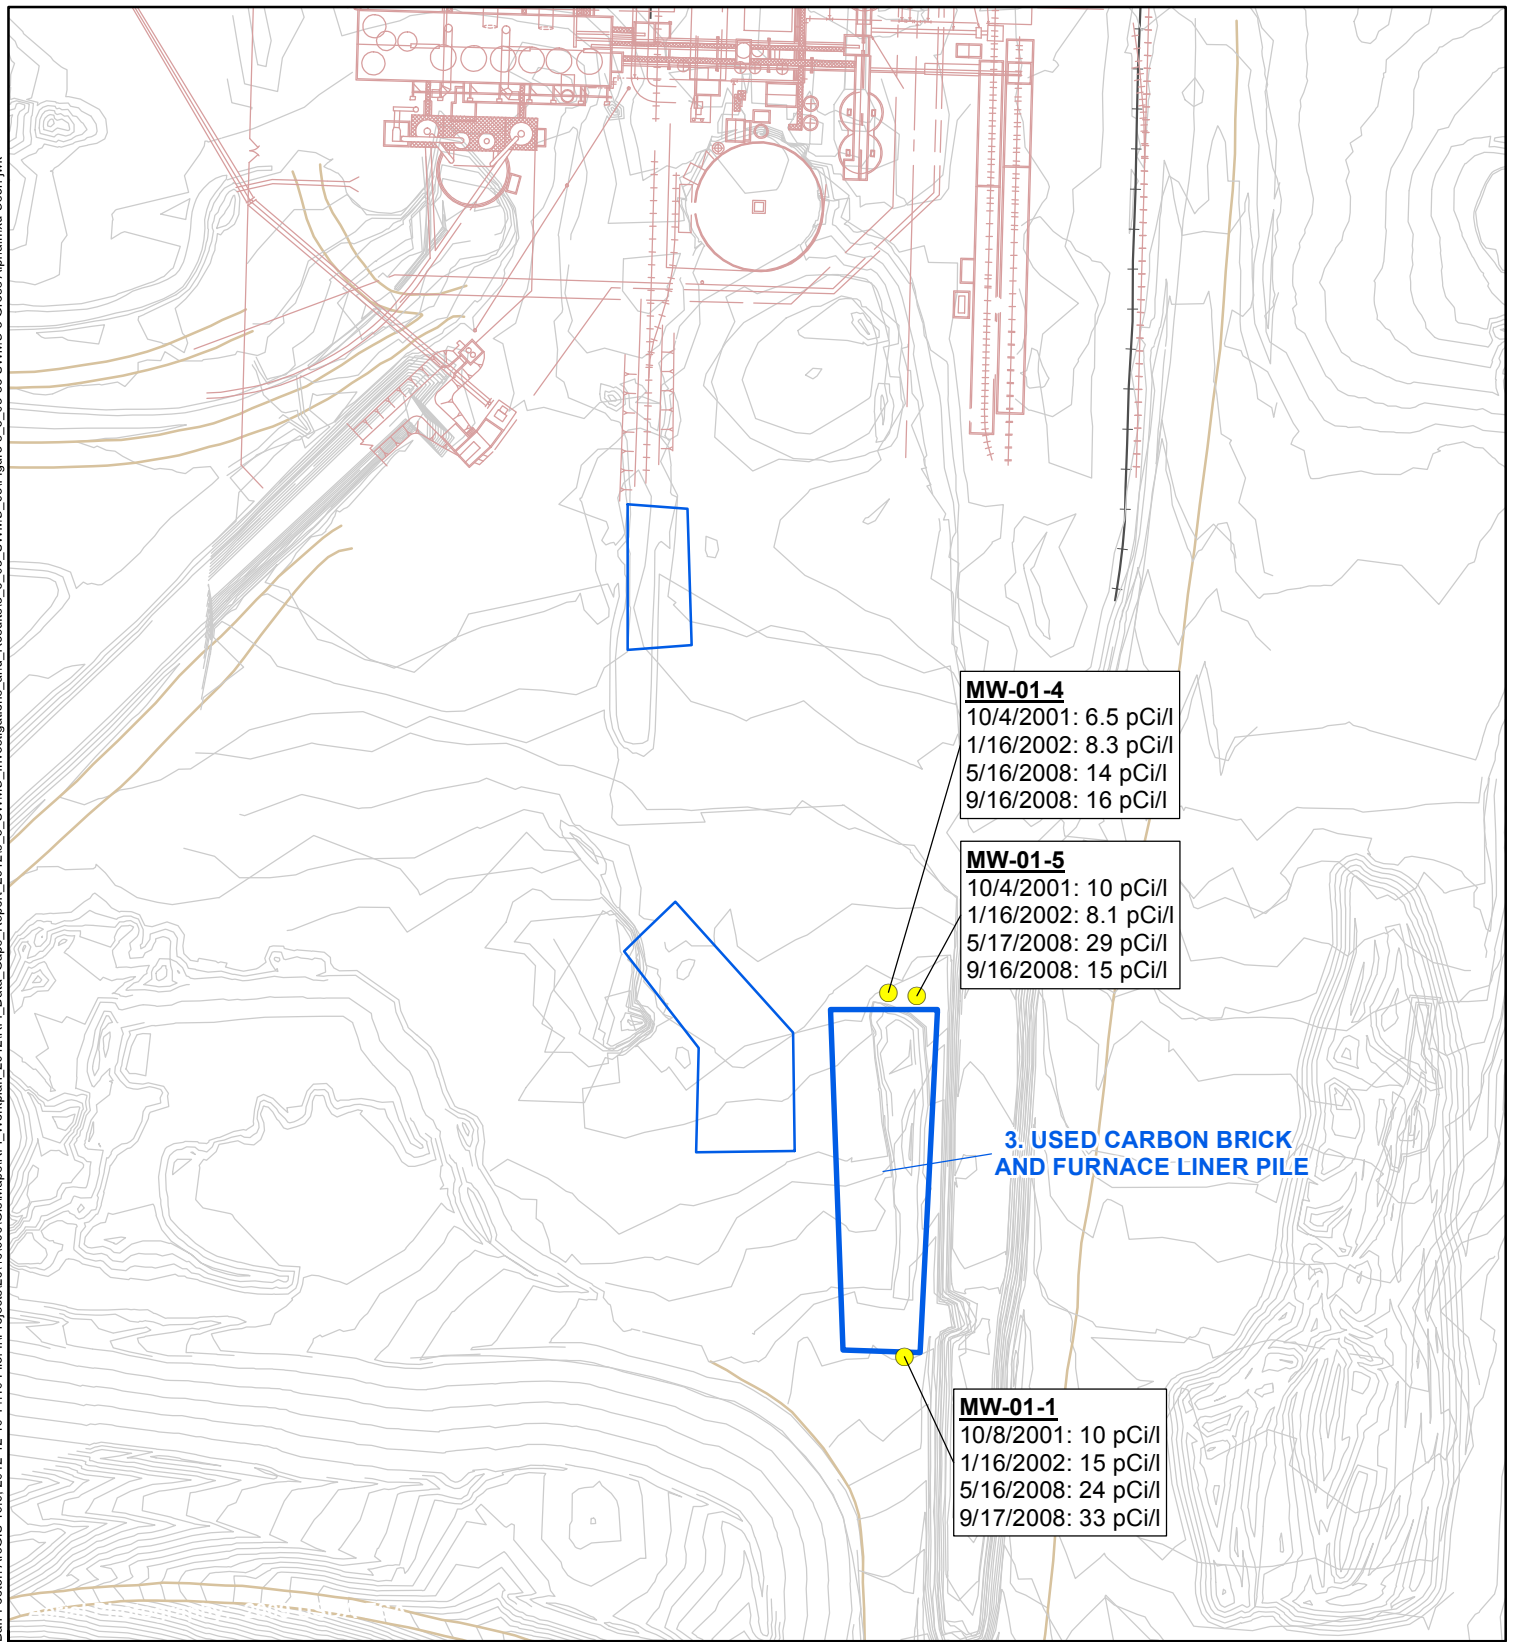 MW-01-4
10/4/2001: 6.5 pCi/l
1/16/2002: 8.3 pCi/l
5/16/2008: 14 pCi/l
9/16/2008: 16 pCi/l
MW-01-5
10/4/2001: 10 pCi/l
1/16/2002: 8.1 pCi/l
5/17/2008: 29 pCi/l
9/16/2008: 15 pCi/l
3. USED CARBON BRICK
AND FURNACE LINER PILE
MW-01-1
10/8/2001: 10 pCi/l
1/16/2002: 15 pCi/l
5/16/2008: 24 pCi/l
9/17/2008: 33 pCi/l